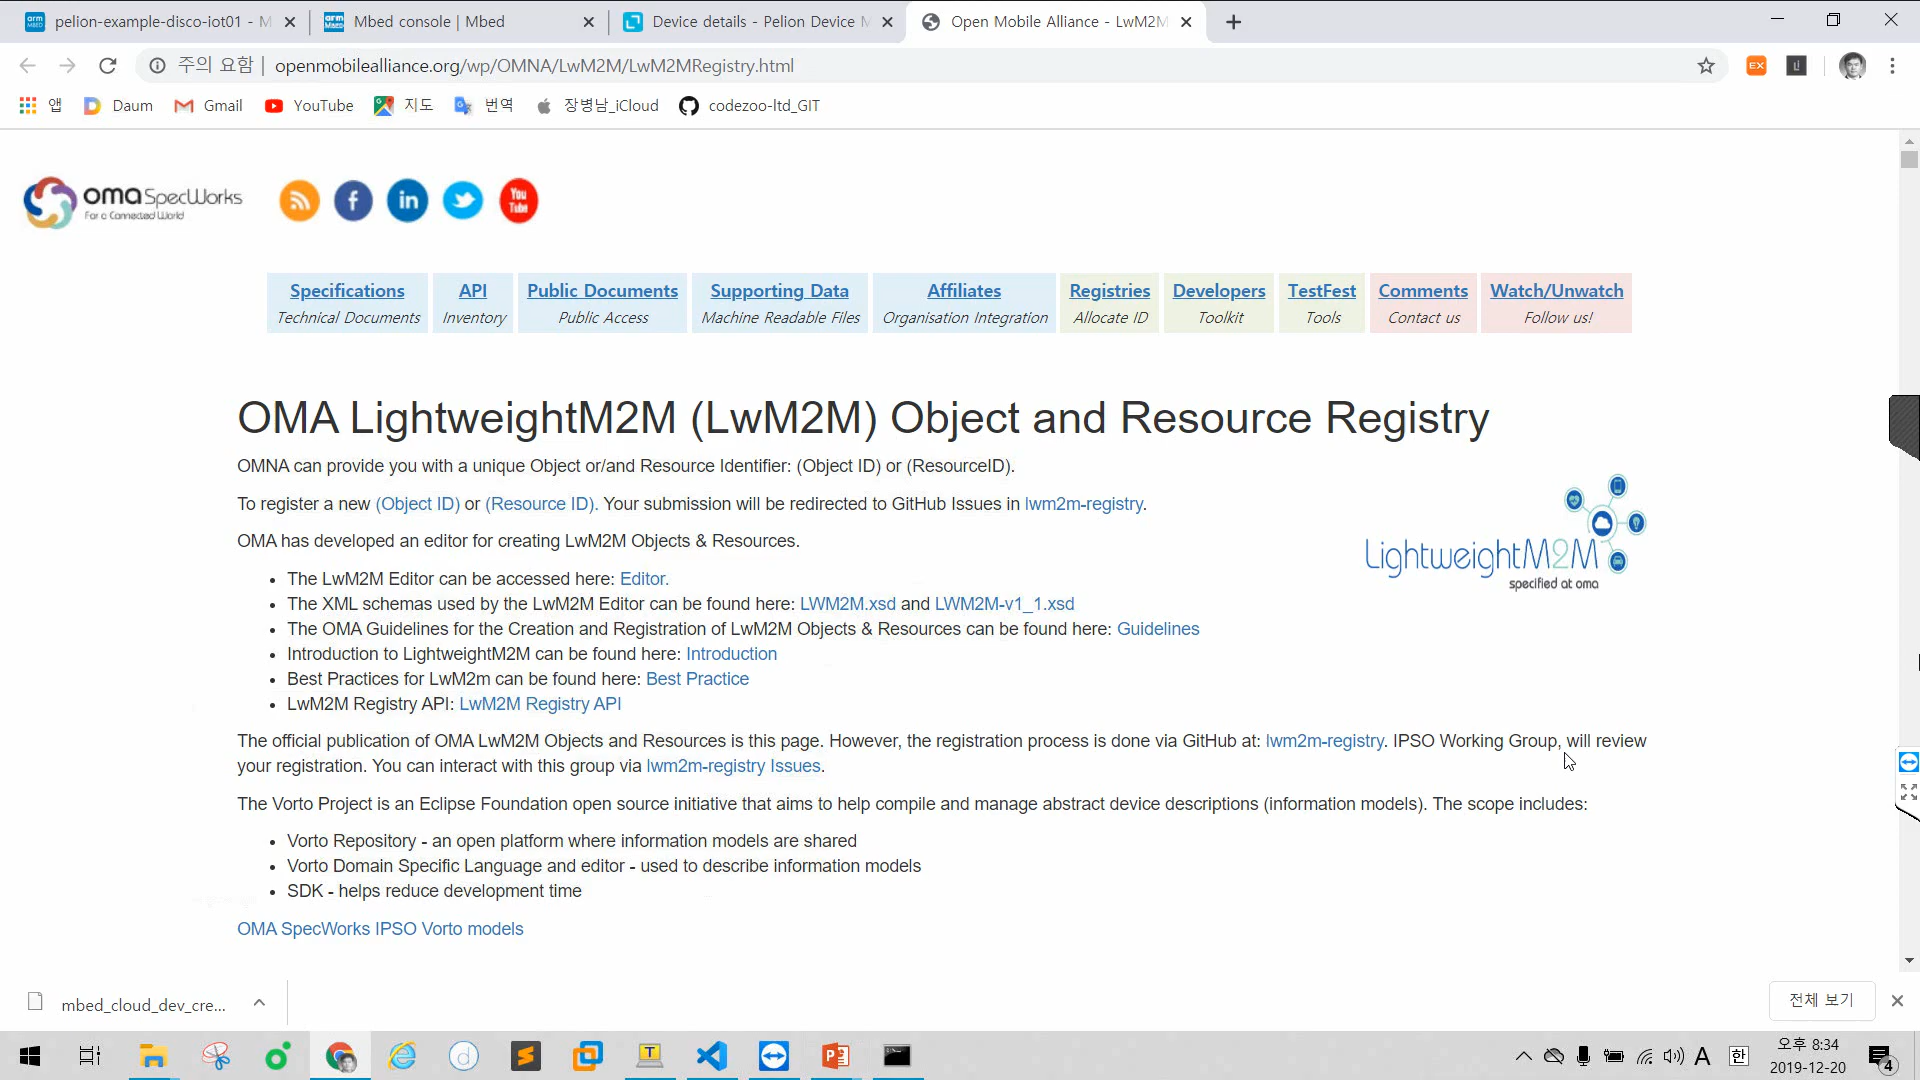 pelion-example-disco-iot01 - M
Mbed console | Mbed
Device details - Pelion Device M
Open Mobile Alliance - LwM2M
주의 요함 | openmobilealliance.org/wp/OMNA/LwM2M/LwM2MRegistry.html
앱
Daum
Gmail
YouTube
지도
번역
장병남_iCloud
codezoo-ltd_GIT
oma SpecWorks
For a Connected World
You Tube
Specifications
Technical Documents
API
Inventory
Public Documents
Public Access
Supporting Data
Machine Readable Files
Affiliates
Organisation Integration
Registries
Allocate ID
Developers
Toolkit
TestFest
Tools
Comments
Contact us
Watch/Unwatch
Follow us!
OMA LightweightM2M (LwM2M) Object and Resource Registry
OMNA can provide you with a unique Object or/and Resource Identifier: (Object ID) or (ResourceID).
To register a new (Object ID) or (Resource ID). Your submission will be redirected to GitHub Issues in lwm2m-registry.
OMA has developed an editor for creating LwM2M Objects & Resources.
LightweightM2M
specified at oma
• The LwM2M Editor can be accessed here: Editor.
• The XML schemas used by the LwM2M Editor can be found here: LWM2M.xsd and LWM2M-v1_1.xsd
• The OMA Guidelines for the Creation and Registration of LwM2M Objects & Resources can be found here: Guidelines
• Introduction to LightweightM2M can be found here: Introduction
• Best Practices for LwM2m can be found here: Best Practice
• LwM2M Registry API: LwM2M Registry API
The official publication of OMA LwM2M Objects and Resources is this page. However, the registration process is done via GitHub at: lwm2m-registry. IPSO Working Group, will review
your registration. You can interact with this group via lwm2m-registry Issues.
The Vorto Project is an Eclipse Foundation open source initiative that aims to help compile and manage abstract device descriptions (information models). The scope includes:
• Vorto Repository - an open platform where information models are shared
• Vorto Domain Specific Language and editor - used to describe information models
• SDK - helps reduce development time
OMA SpecWorks IPSO Vorto models
mbed_cloud_dev_cre...
전체 보기
A
한
오후 8:34
2019-12-20
4